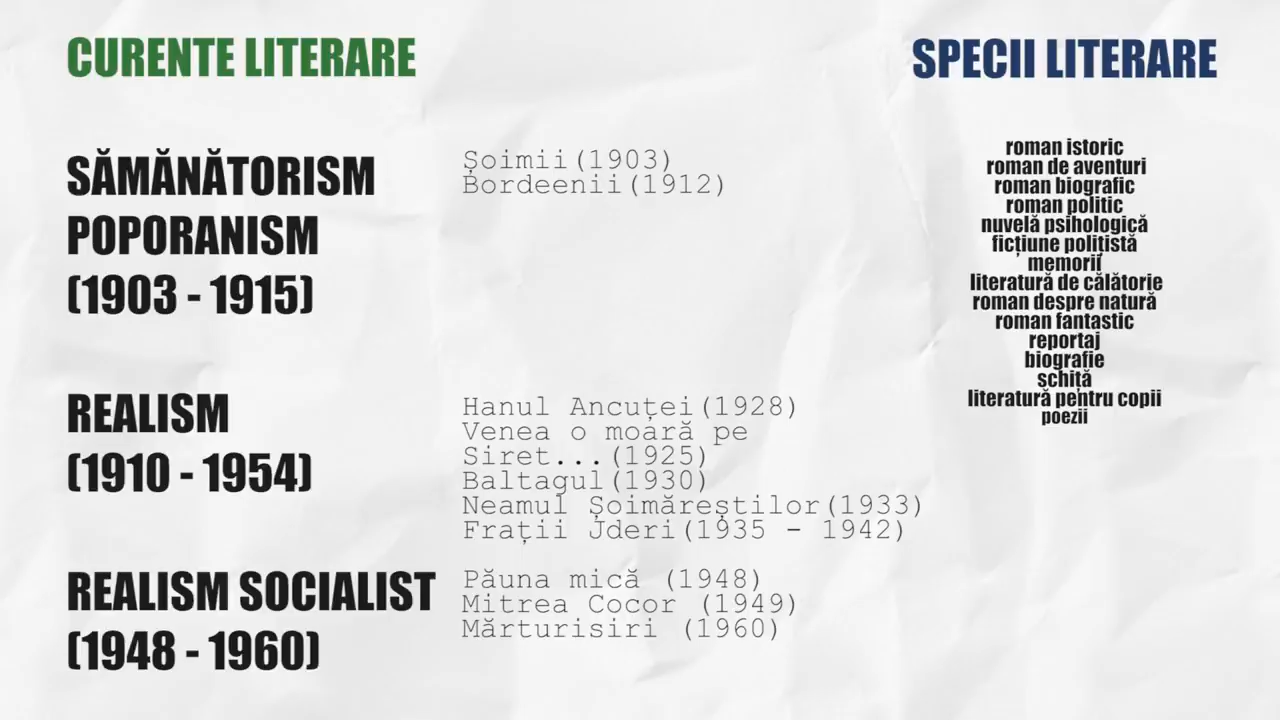 CURENTE LITERARE
SPECII LITERARE
SĂMĂNĂTORISM
POPORANISM
(1903 - 1915)
Șoimii(1903)
Bordeenii(1912)
REALISM
(1910 - 1954)
Hanul Ancuței(1928)
Venea o moară pe
Siret...(1925)
Baltagul(1930)
Neamul Șoimăreștilor(1933)
Frații Jderi(1935 - 1942)
REALISM SOCIALIST
(1948 - 1960)
Păuna mică (1948)
Mitrea Cocor (1949)
Mărturisiri (1960)
roman istoric
roman de aventuri
roman biografic
roman politic
nuvelă psihologică
ficțiune polițistă
memorii
literatură de călătorie
roman despre natură
roman fantastic
reportaj
biografie
schiță
literatură pentru copii
poezii